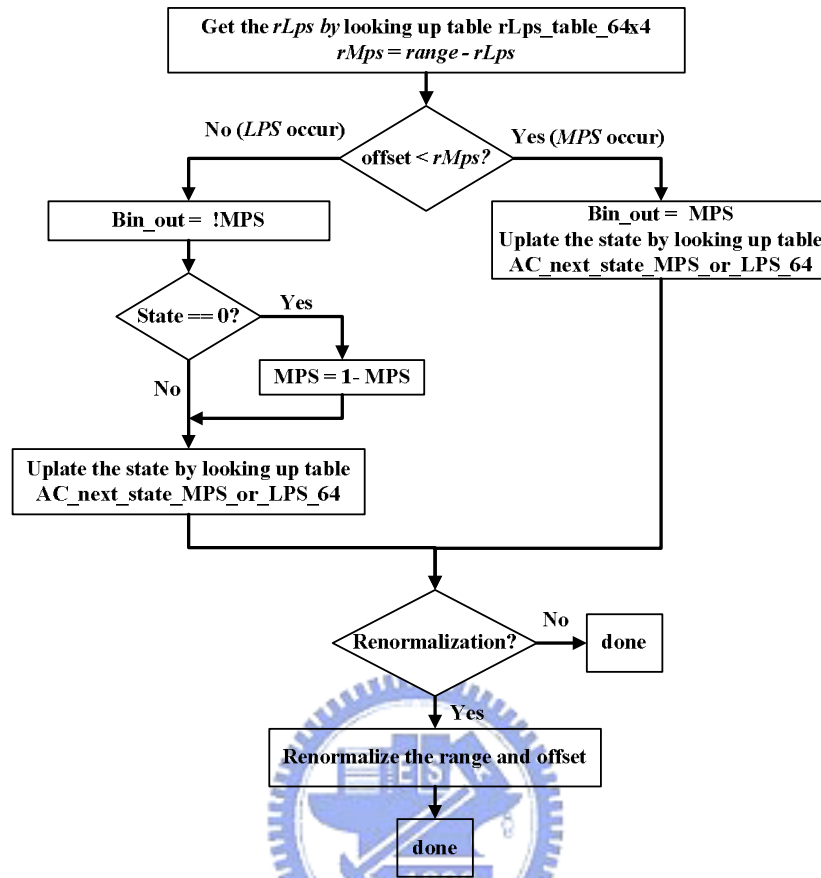 Get the rLps by looking up table rLps_table_64x4
rMps = range - rLps
No (LPS occur)
Yes (MPS occur)
offset < rMps?
Bin_out = !MPS
Bin_out = MPS
Uplate the state by looking up table
AC_next_state_MPS_or_LPS_64
State == 0?
Yes
MPS = 1- MPS
No
Uplate the state by looking up table
AC_next_state_MPS_or_LPS_64
Renormalization?
No
done
Yes
Renormalize the range and offset
done